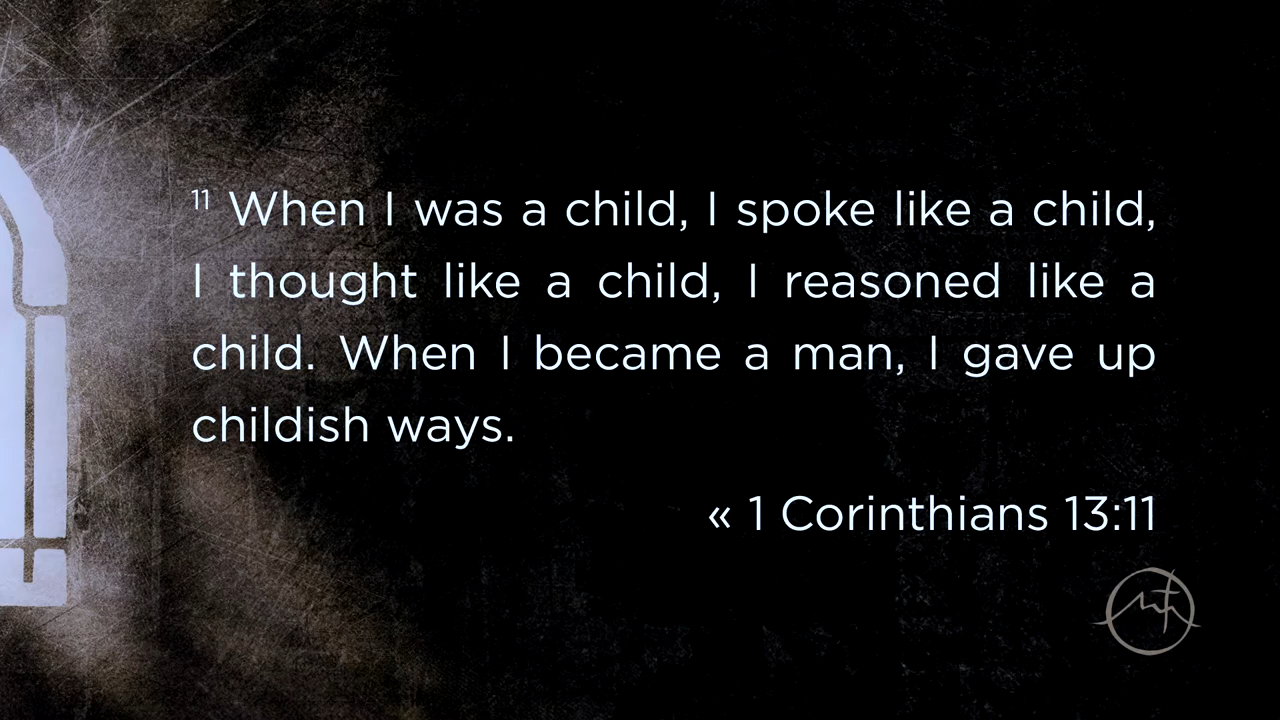 ¹¹ When I was a child, I spoke like a child,
I thought like a child, I reasoned like a
child. When I became a man, I gave up
childish ways.
« 1 Corinthians 13:11